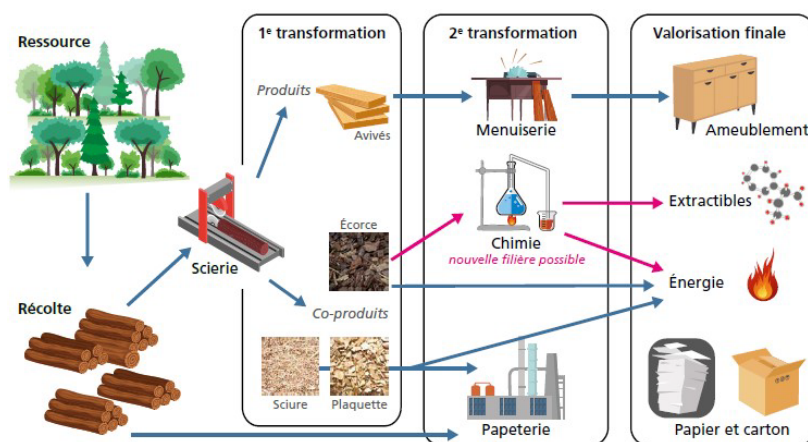 Ressource
1e transformation
2e transformation
Valorisation finale
Produits
Avivés
Menuiserie
Ameublement
Écorce
Extractibles
Scierie
Chimie
nouvelle filière possible
Énergie
Récolte
Co-produits
Sciure
Plaquette
Papeterie
Papier et carton